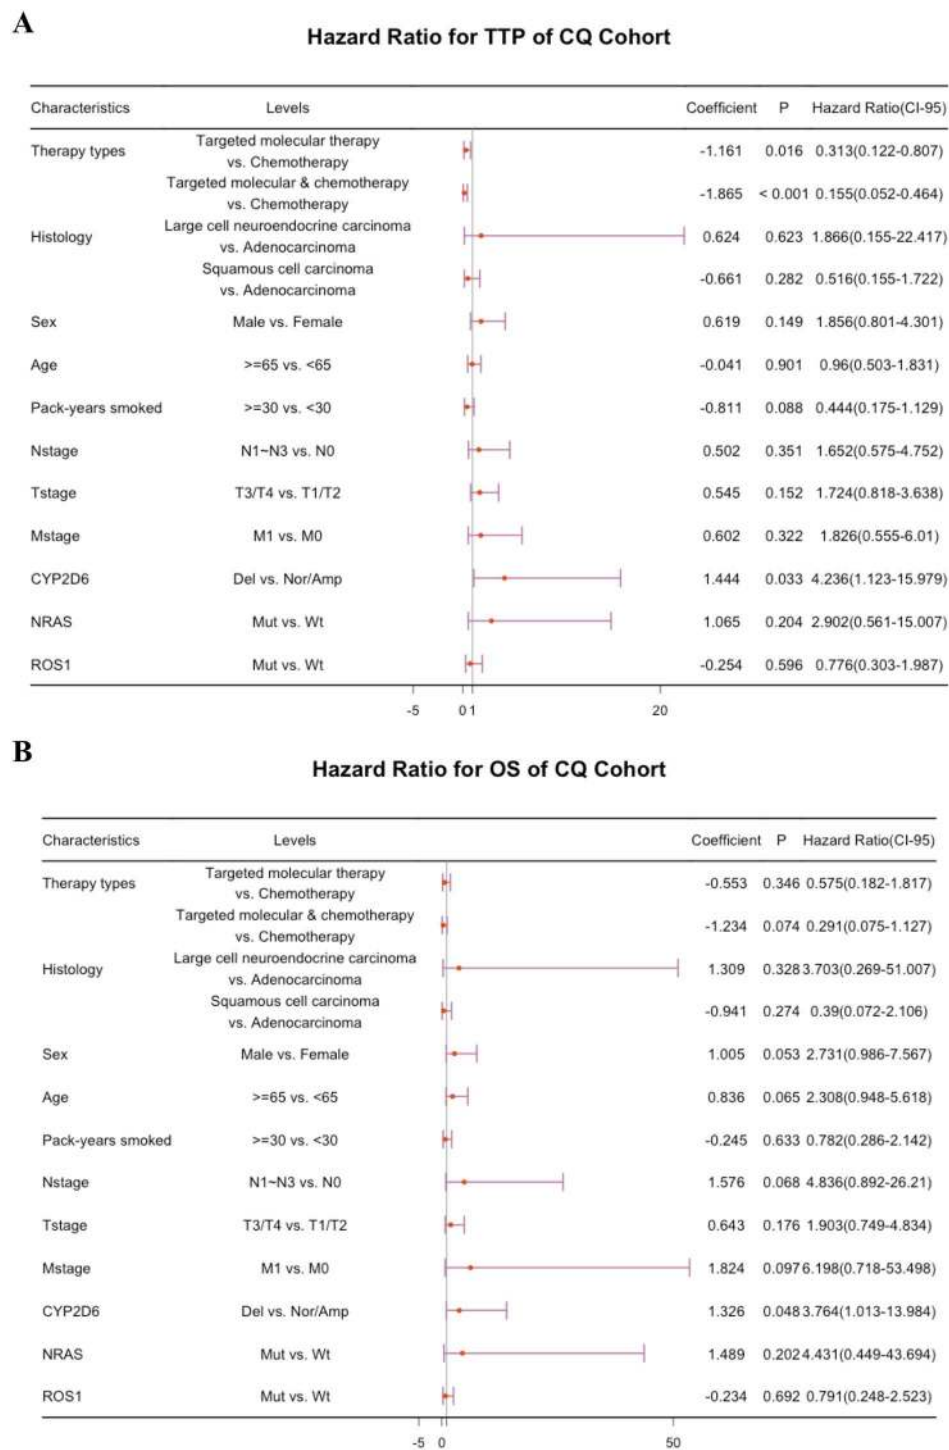 A
Hazard Ratio for TTP of CQ Cohort
Characteristics Levels Coefficient P Hazard Ratio(CI-95)
Therapy types Targeted molecular therapy vs. Chemotherapy -1.161 0.016 0.313(0.122-0.807)
Targeted molecular & chemotherapy vs. Chemotherapy -1.865 < 0.001 0.155(0.052-0.464)
Histology Large cell neuroendocrine carcinoma vs. Adenocarcinoma 0.624 0.623 1.866(0.155-22.417)
Squamous cell carcinoma vs. Adenocarcinoma -0.661 0.282 0.516(0.155-1.722)
Sex Male vs. Female 0.619 0.149 1.856(0.801-4.301)
Age >=65 vs. <65 -0.041 0.901 0.96(0.503-1.831)
Pack-years smoked >=30 vs. <30 -0.811 0.088 0.444(0.175-1.129)
Nstage N1~N3 vs. N0 0.502 0.351 1.652(0.575-4.752)
Tstage T3/T4 vs. T1/T2 0.545 0.152 1.724(0.818-3.638)
Mstage M1 vs. M0 0.602 0.322 1.826(0.555-6.01)
CYP2D6 Del vs. Nor/Amp 1.444 0.033 4.236(1.123-15.979)
NRAS Mut vs. Wt 1.065 0.204 2.902(0.561-15.007)
ROS1 Mut vs. Wt -0.254 0.596 0.776(0.303-1.987)
-5 0 1 20
B
Hazard Ratio for OS of CQ Cohort
Characteristics Levels Coefficient P Hazard Ratio(CI-95)
Therapy types Targeted molecular therapy vs. Chemotherapy -0.553 0.346 0.575(0.182-1.817)
Targeted molecular & chemotherapy vs. Chemotherapy -1.234 0.074 0.291(0.075-1.127)
Histology Large cell neuroendocrine carcinoma vs. Adenocarcinoma 1.309 0.328 3.703(0.269-51.007)
Squamous cell carcinoma vs. Adenocarcinoma -0.941 0.274 0.39(0.072-2.106)
Sex Male vs. Female 1.005 0.053 2.731(0.986-7.567)
Age >=65 vs. <65 0.836 0.065 2.308(0.948-5.618)
Pack-years smoked >=30 vs. <30 -0.245 0.633 0.782(0.286-2.142)
Nstage N1~N3 vs. N0 1.576 0.068 4.836(0.892-26.21)
Tstage T3/T4 vs. T1/T2 0.643 0.176 1.903(0.749-4.834)
Mstage M1 vs. M0 1.824 0.097 6.198(0.718-53.498)
CYP2D6 Del vs. Nor/Amp 1.326 0.048 3.764(1.013-13.984)
NRAS Mut vs. Wt 1.489 0.202 4.431(0.449-43.694)
ROS1 Mut vs. Wt -0.234 0.692 0.791(0.248-2.523)
-5 0 50